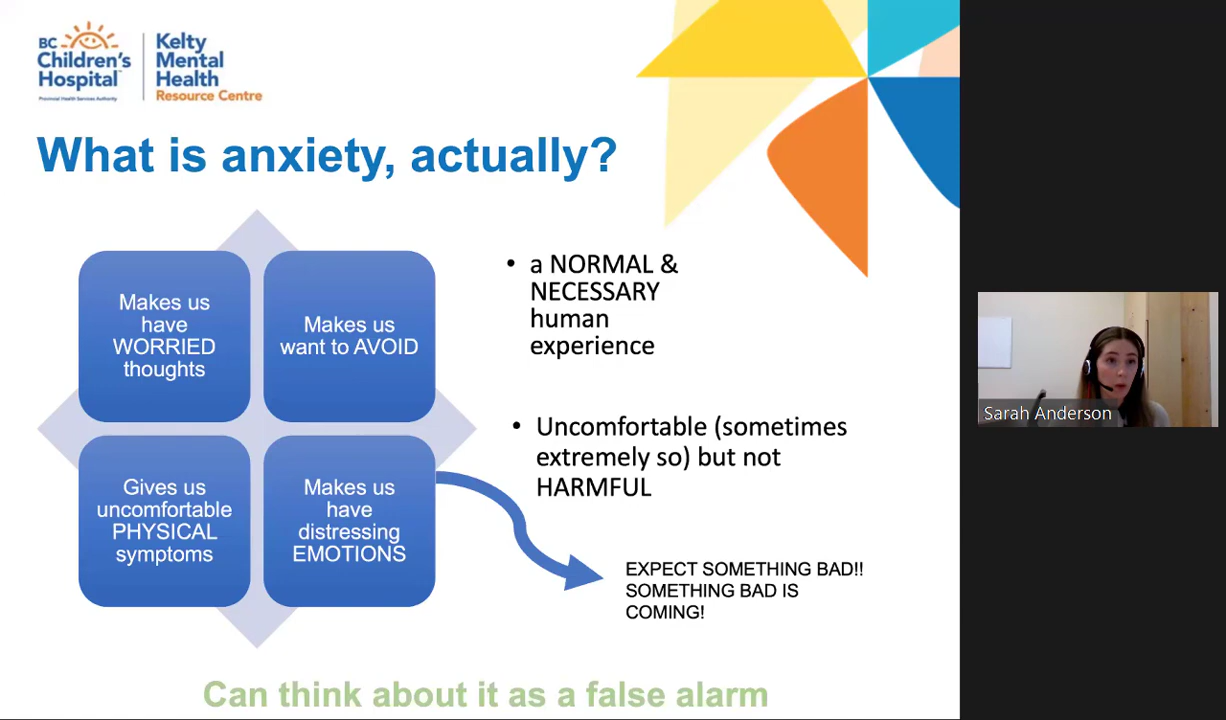 BC
Children's
Hospital
Provincial Health Services Authority
Kelty
Mental
Health
Resource Centre
What is anxiety, actually?
Makes us
have
WORRIED
thoughts
Makes us
want to AVOID
Gives us
uncomfortable
PHYSICAL
symptoms
Makes us
have
distressing
EMOTIONS
• a NORMAL &
NECESSARY
human
experience
• Uncomfortable (sometimes
extremely so) but not
HARMFUL
EXPECT SOMETHING BAD!!
SOMETHING BAD IS
COMING!
Can think about it as a false alarm
Sarah Anderson